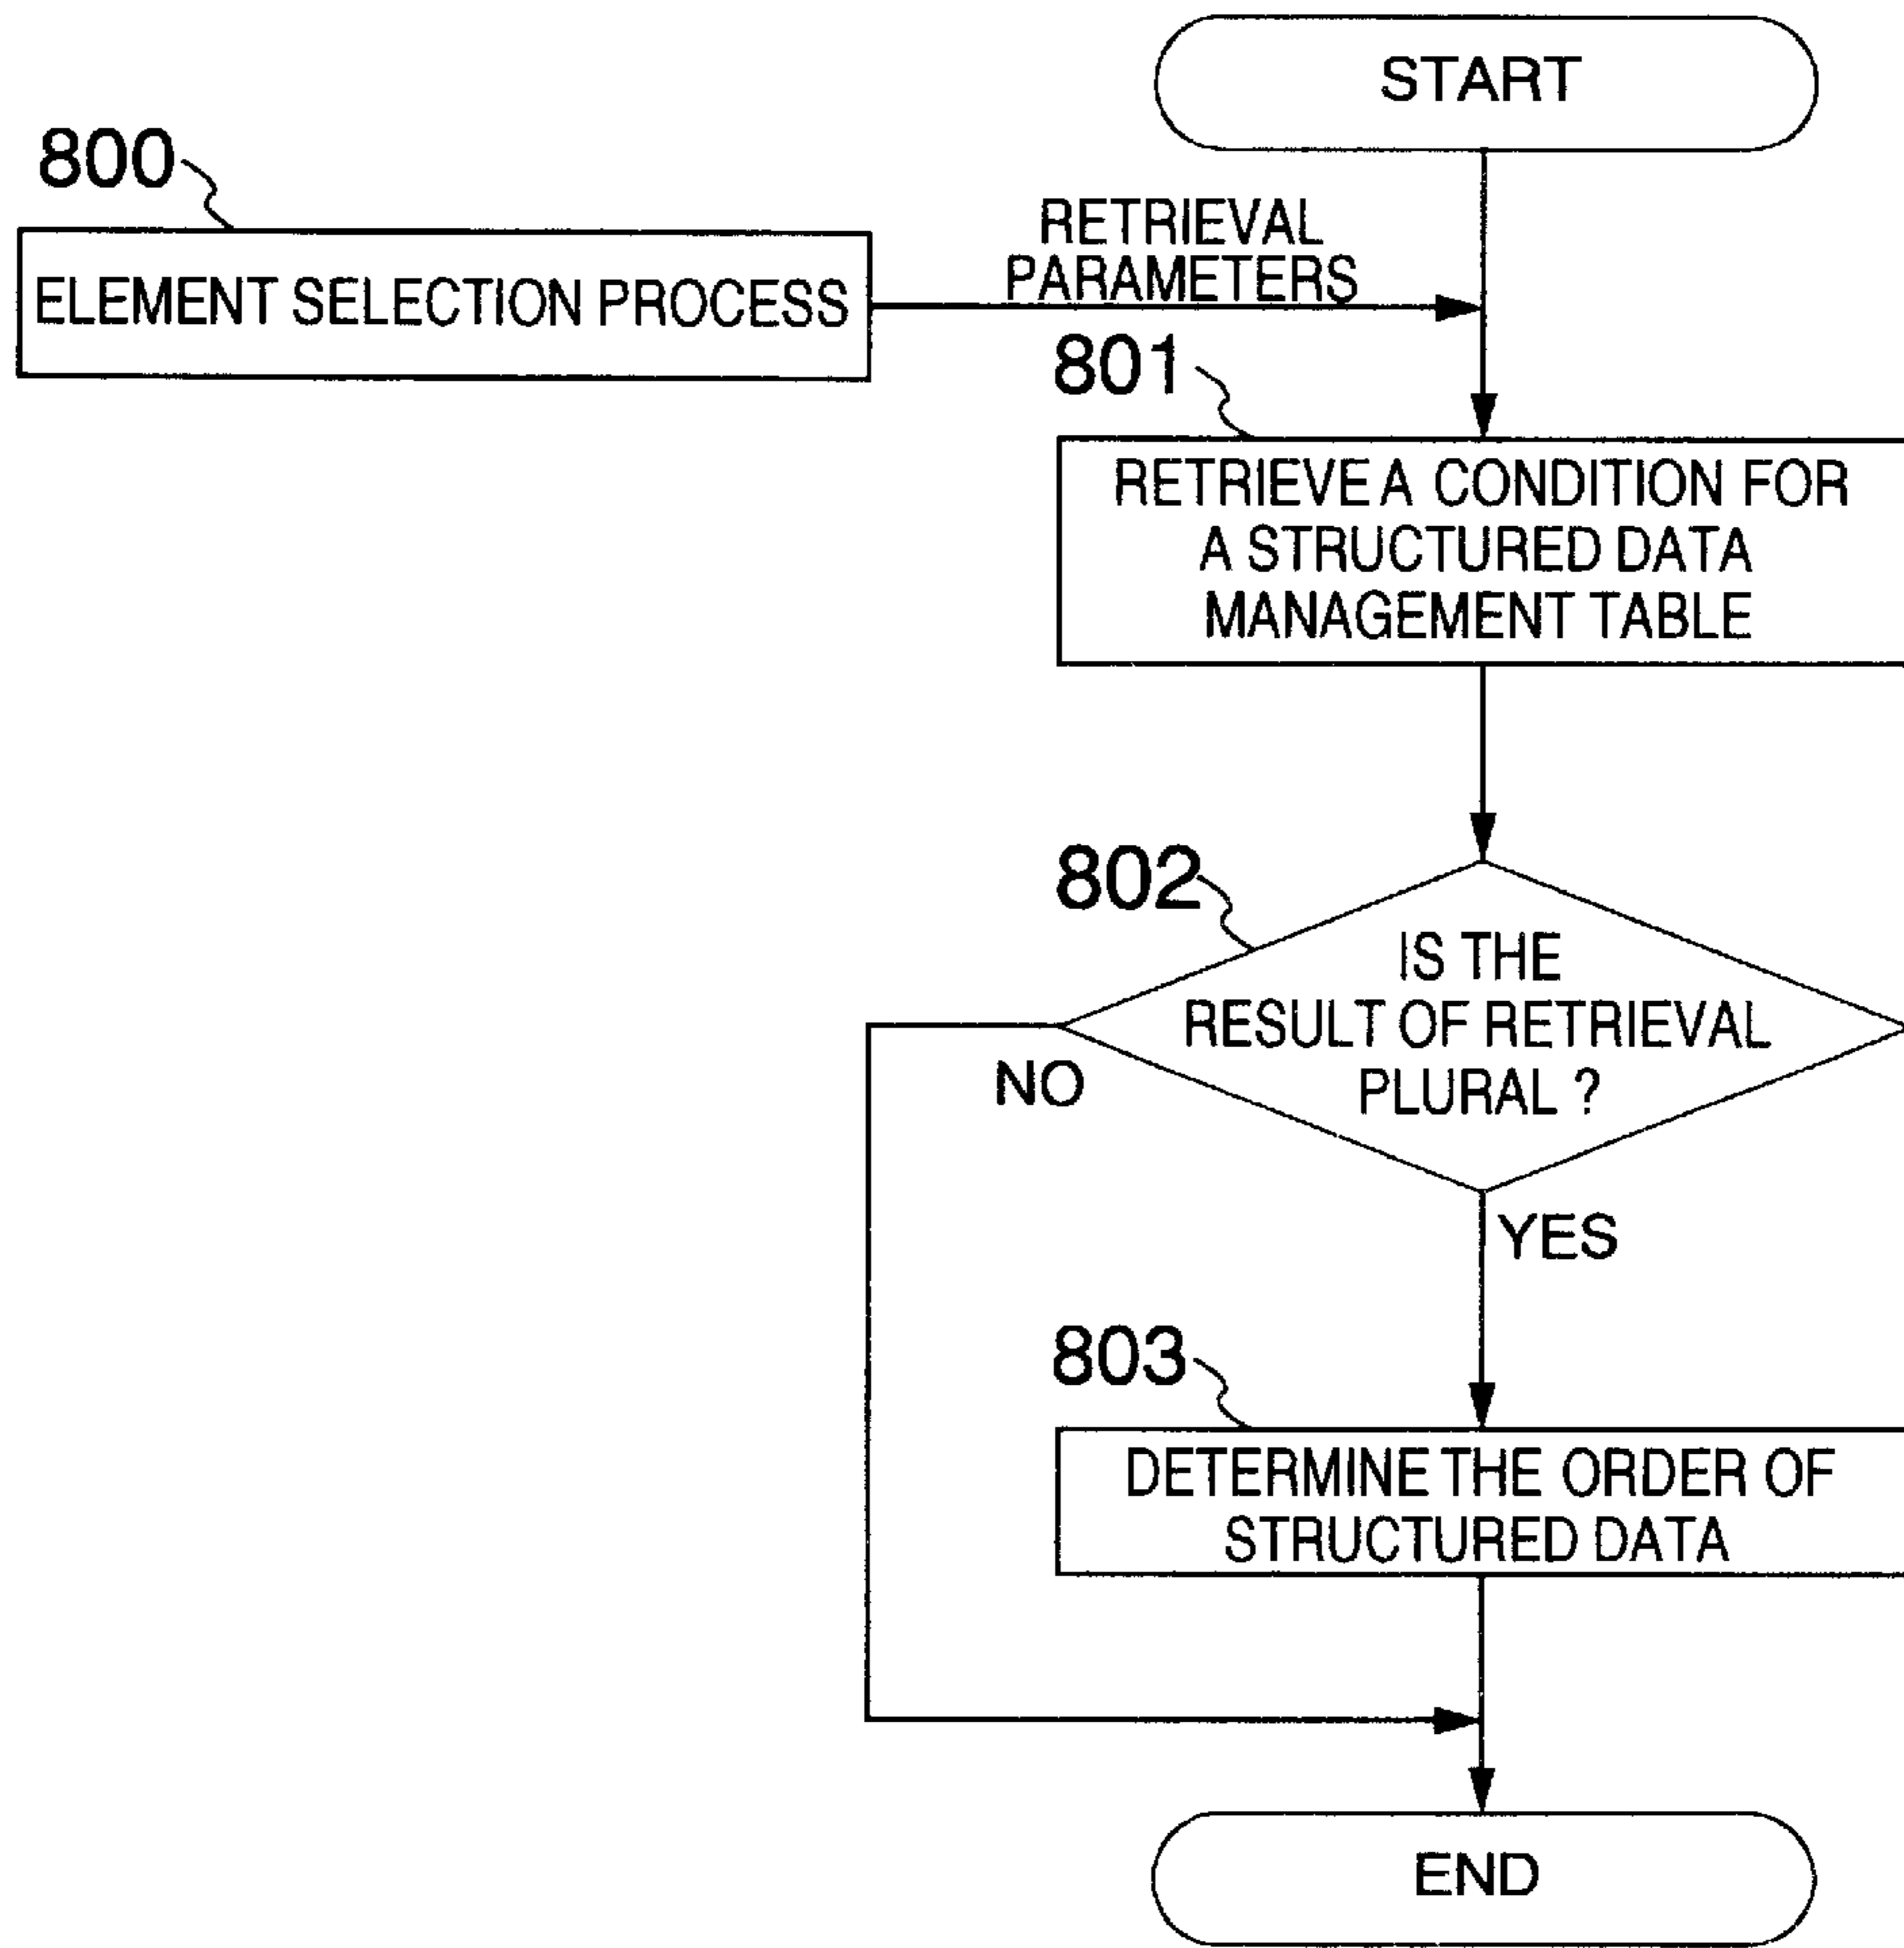 START
800
ELEMENT SELECTION PROCESS
RETRIEVAL
PARAMETERS
801
RETRIEVE A CONDITION FOR
A STRUCTURED DATA
MANAGEMENT TABLE
802
IS THE
RESULT OF RETRIEVAL
PLURAL ?
NO
YES
803
DETERMINE THE ORDER OF
STRUCTURED DATA
END